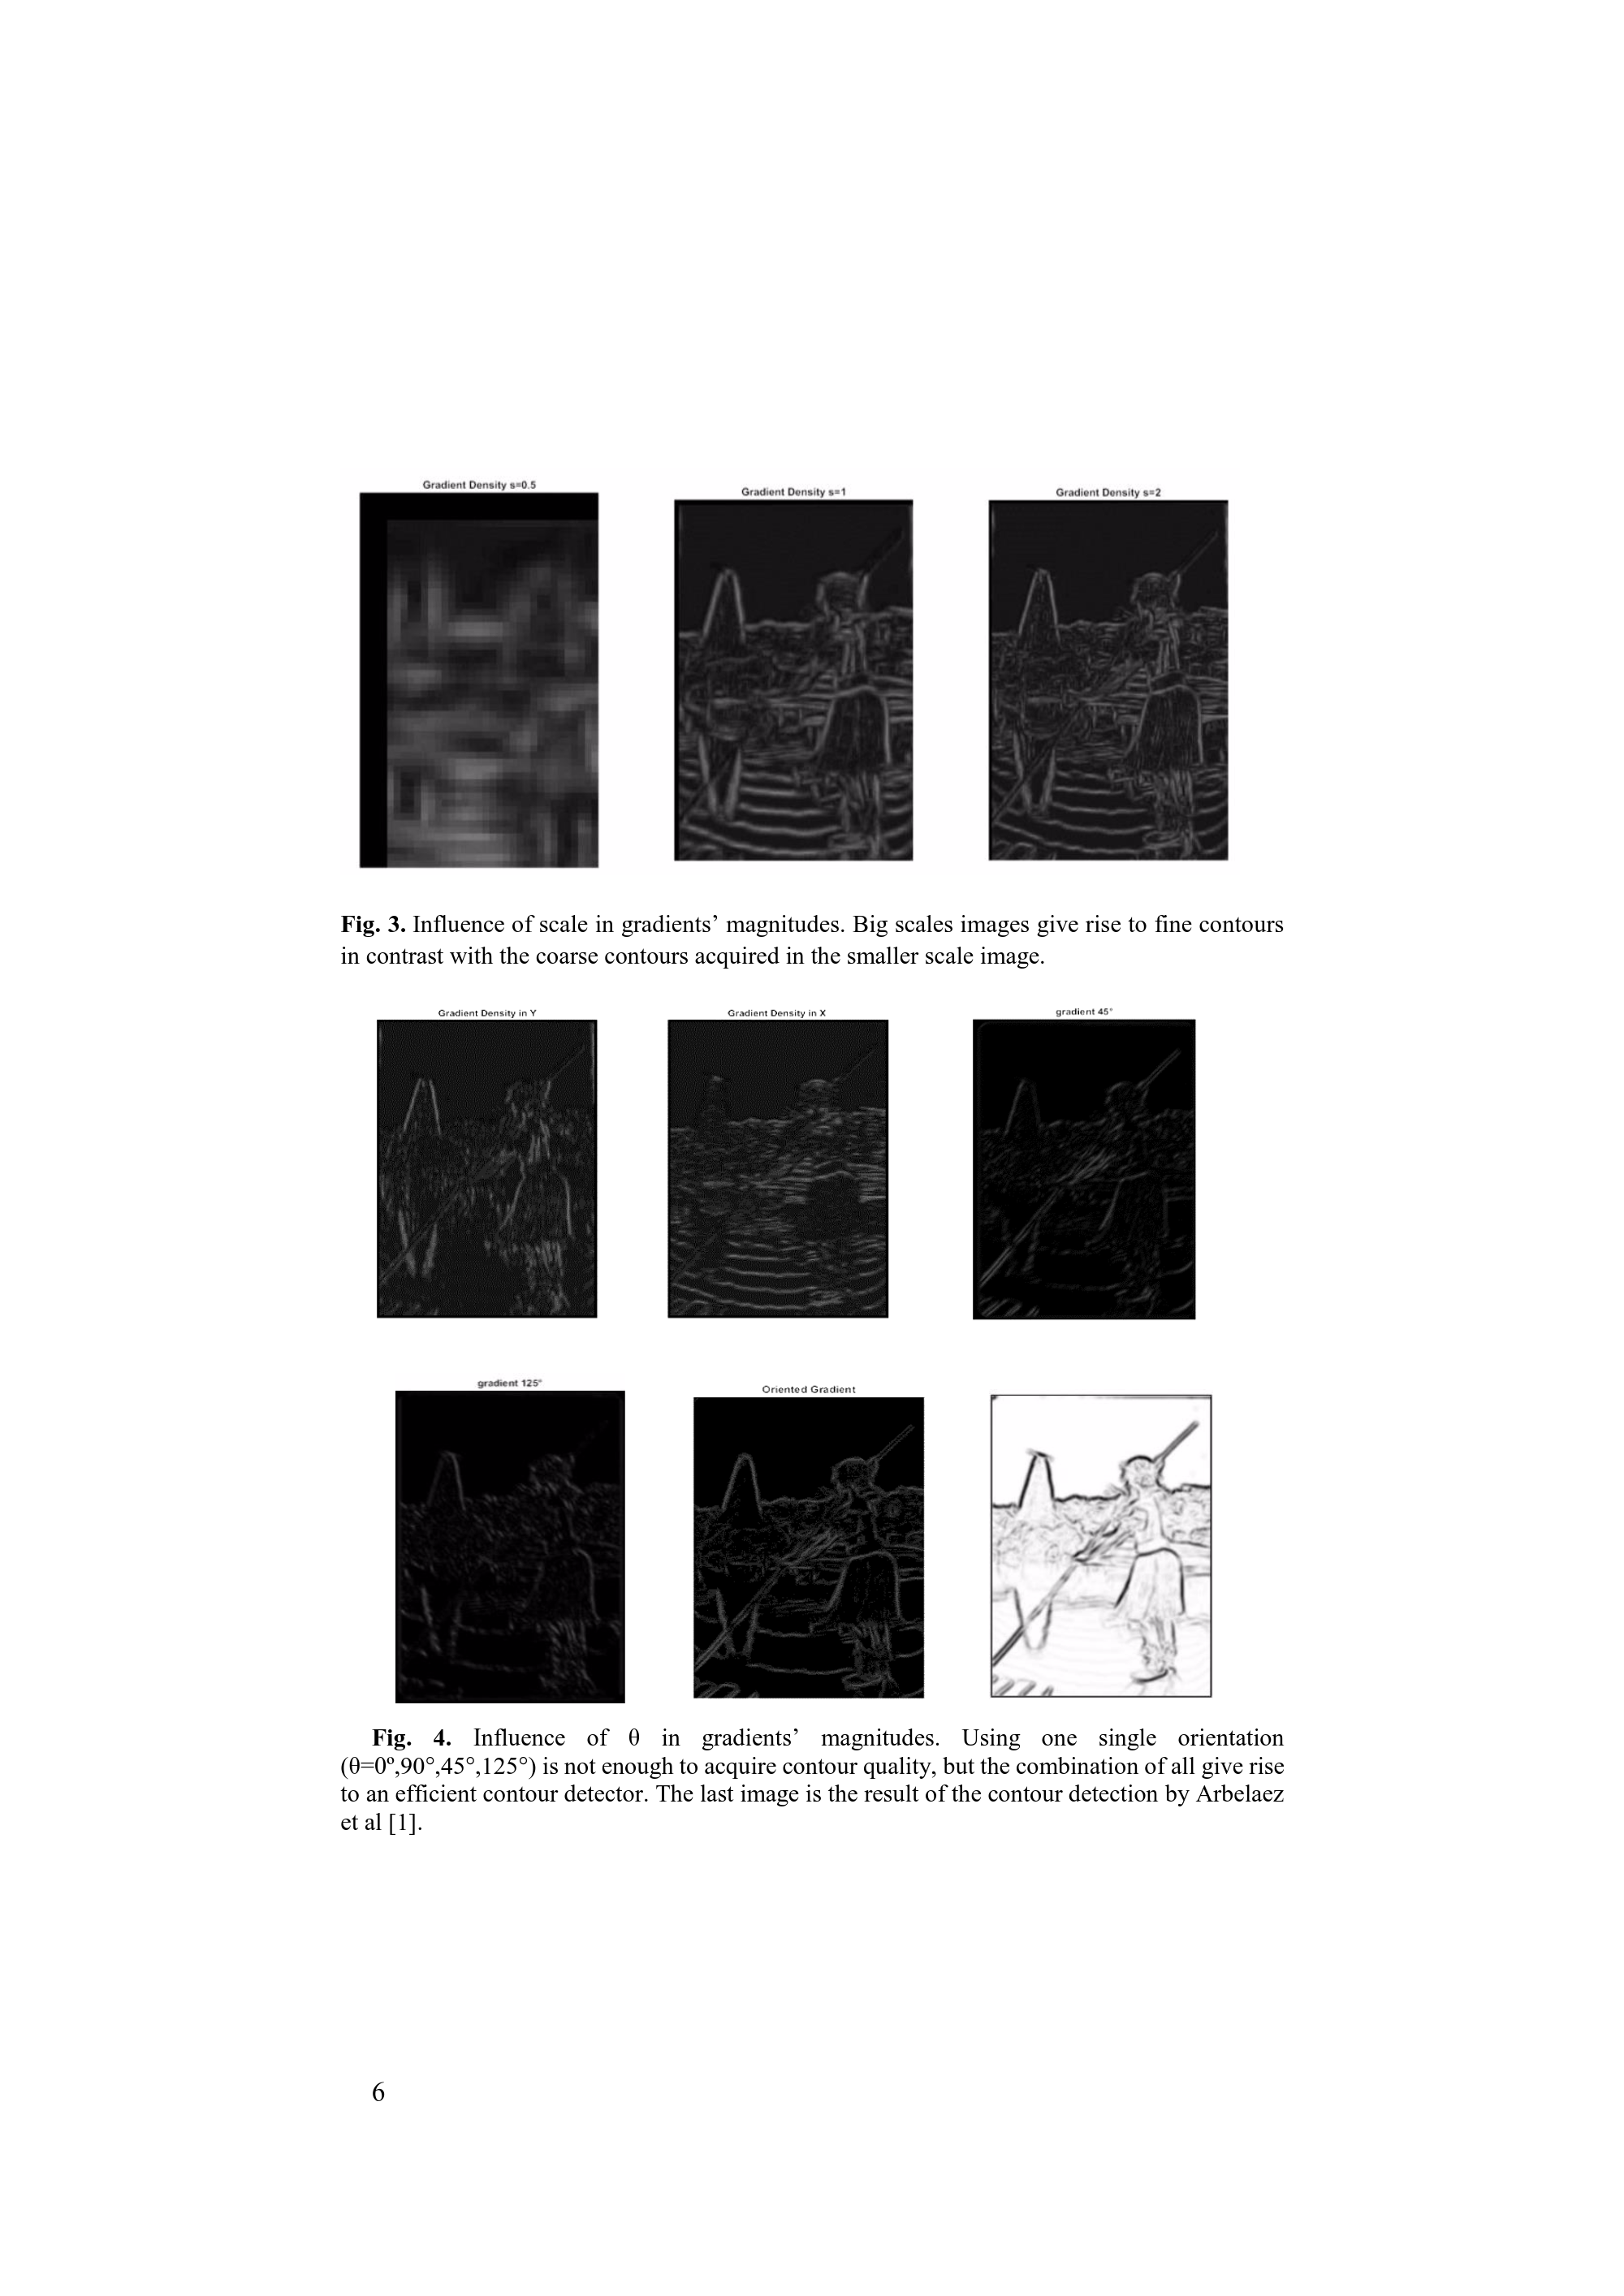 Gradient Density s=0.5
Gradient Density s=1
Gradient Density s=2
Fig. 3. Influence of scale in gradients’ magnitudes. Big scales images give rise to fine contours
in contrast with the coarse contours acquired in the smaller scale image.
Gradient Density in Y
Gradient Density in X
gradient 45°
gradient 125°
Oriented Gradient
Fig. 4. Influence of θ in gradients’ magnitudes. Using one single orientation
(θ=0º,90°,45°,125°) is not enough to acquire contour quality, but the combination of all give rise
to an efficient contour detector. The last image is the result of the contour detection by Arbelaez
et al [1].
6